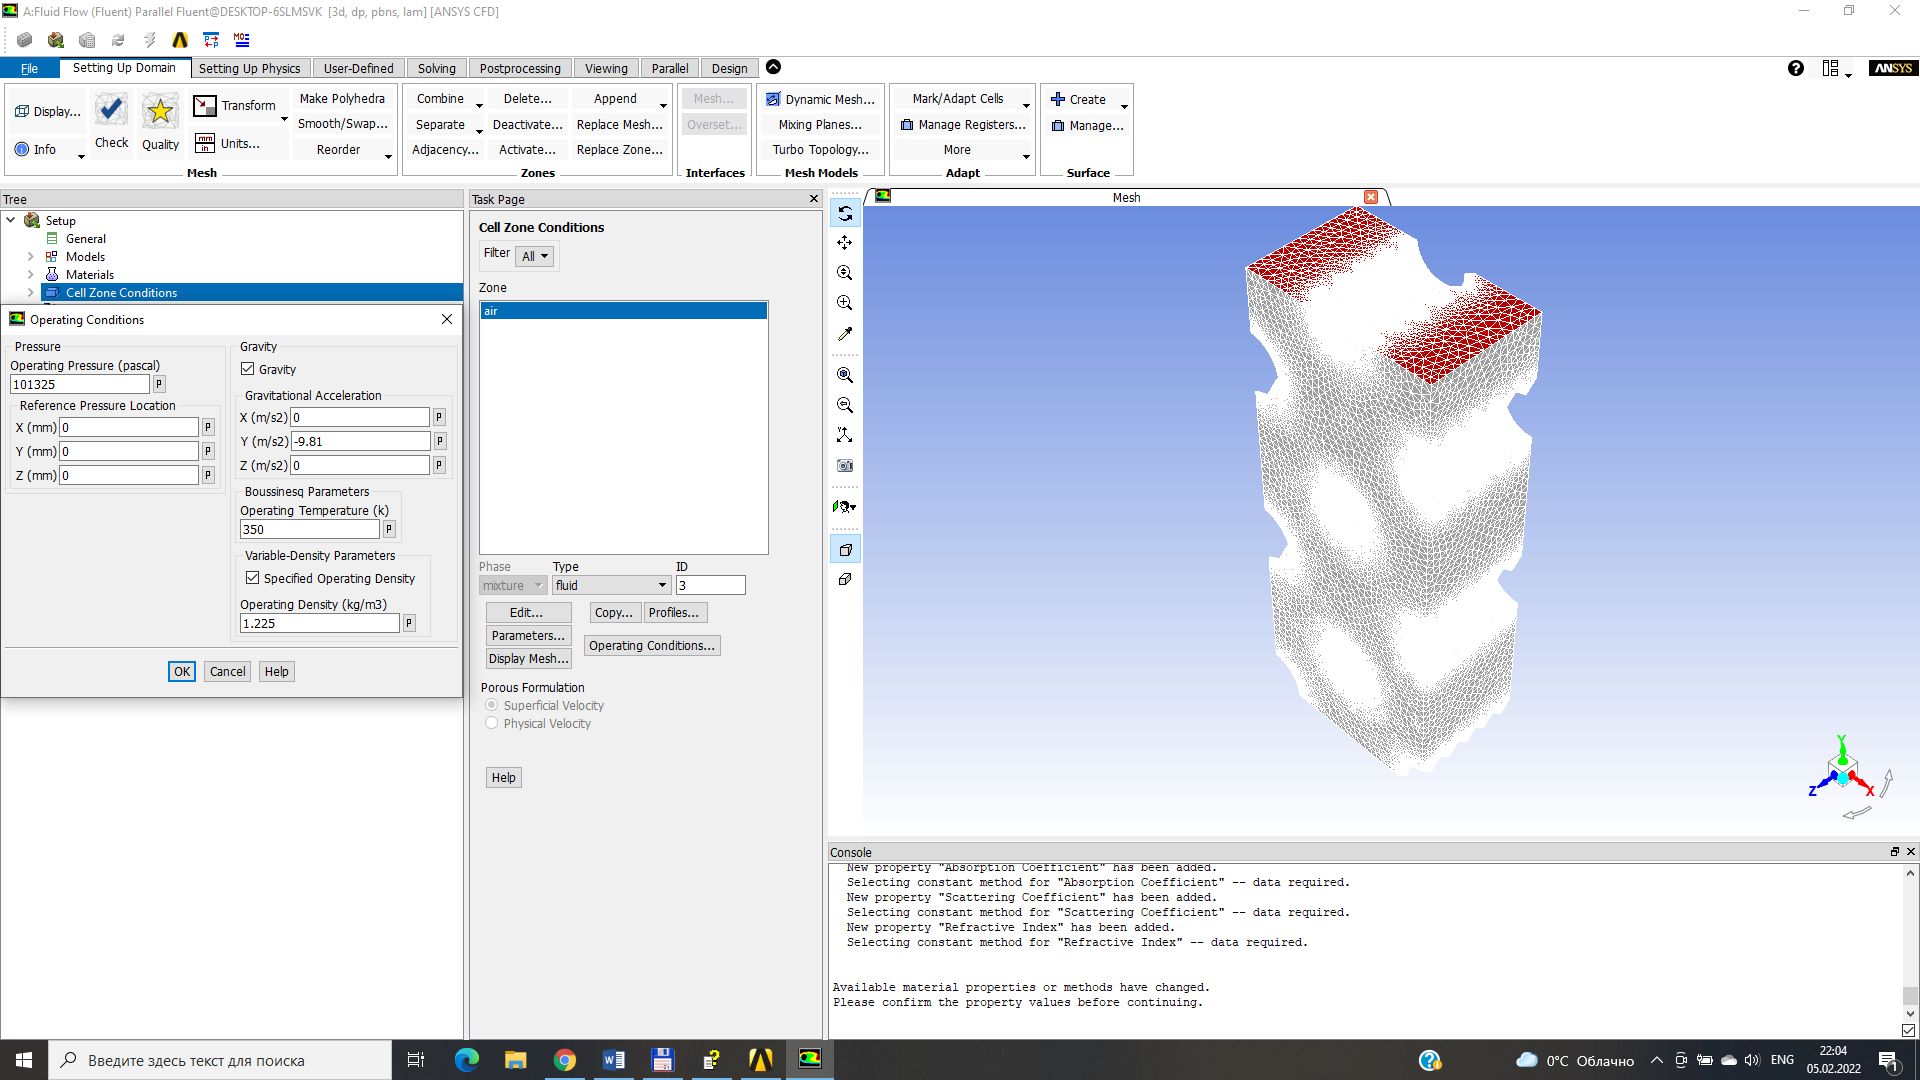 A:Fluid Flow (Fluent) Parallel Fluent@DESKTOP-6SLMSVK [3d, dp, pbns, lam] [ANSYS CFD]
File
Setting Up Domain
Setting Up Physics
User-Defined
Solving
Postprocessing
Viewing
Parallel
Design
ANSYS
Display...
Info
Check
Quality
Transform
Units...
Make Polyhedra
Smooth/Swap...
Reorder
Mesh
Combine
Separate
Adjacency...
Delete...
Deactivate...
Activate...
Append
Replace Mesh...
Replace Zone...
Zones
Mesh...
Overset...
Interfaces
Dynamic Mesh...
Mixing Planes...
Turbo Topology...
Mesh Models
Mark/Adapt Cells
Manage Registers...
More
Adapt
Create
Manage...
Surface
Tree
Setup
General
Models
Materials
Cell Zone Conditions
Operating Conditions
Pressure
Operating Pressure (pascal)
101325
P
Reference Pressure Location
X (mm) 0 P
Y (mm) 0 P
Z (mm) 0 P
Gravity
Gravity
Gravitational Acceleration
X (m/s2) 0 P
Y (m/s2) -9.81 P
Z (m/s2) 0 P
Boussinesq Parameters
Operating Temperature (k)
350 P
Variable-Density Parameters
Specified Operating Density
Operating Density (kg/m3)
1.225 P
OK
Cancel
Help
Task Page
Cell Zone Conditions
Filter
All
Zone
air
Phase
Type
ID
mixture
fluid
3
Edit...
Copy...
Profiles...
Parameters...
Operating Conditions...
Display Mesh...
Porous Formulation
Superficial Velocity
Physical Velocity
Help
Mesh
Y
Z
X
Console
New property "Absorption Coefficient" has been added.
Selecting constant method for "Absorption Coefficient" -- data required.
New property "Scattering Coefficient" has been added.
Selecting constant method for "Scattering Coefficient" -- data required.
New property "Refractive Index" has been added.
Selecting constant method for "Refractive Index" -- data required.
Available material properties or methods have changed.
Please confirm the property values before continuing.
Введите здесь текст для поиска
0°C Облачно
ENG
22:04
05.02.2022
1